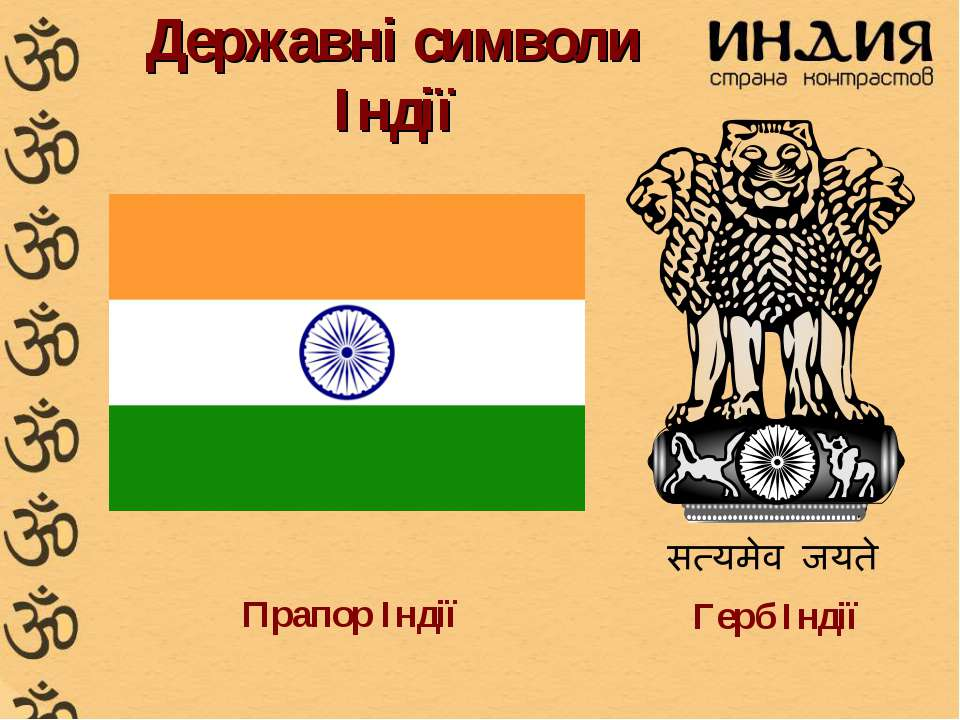 Державні символи
Індії
ИНДИЯ
страна контрастов
सत्यमेव जयते
Прапор Індії
Герб Індії
ॐ
ॐ
ॐ
ॐ
ॐ
ॐ
ॐ
ॐ